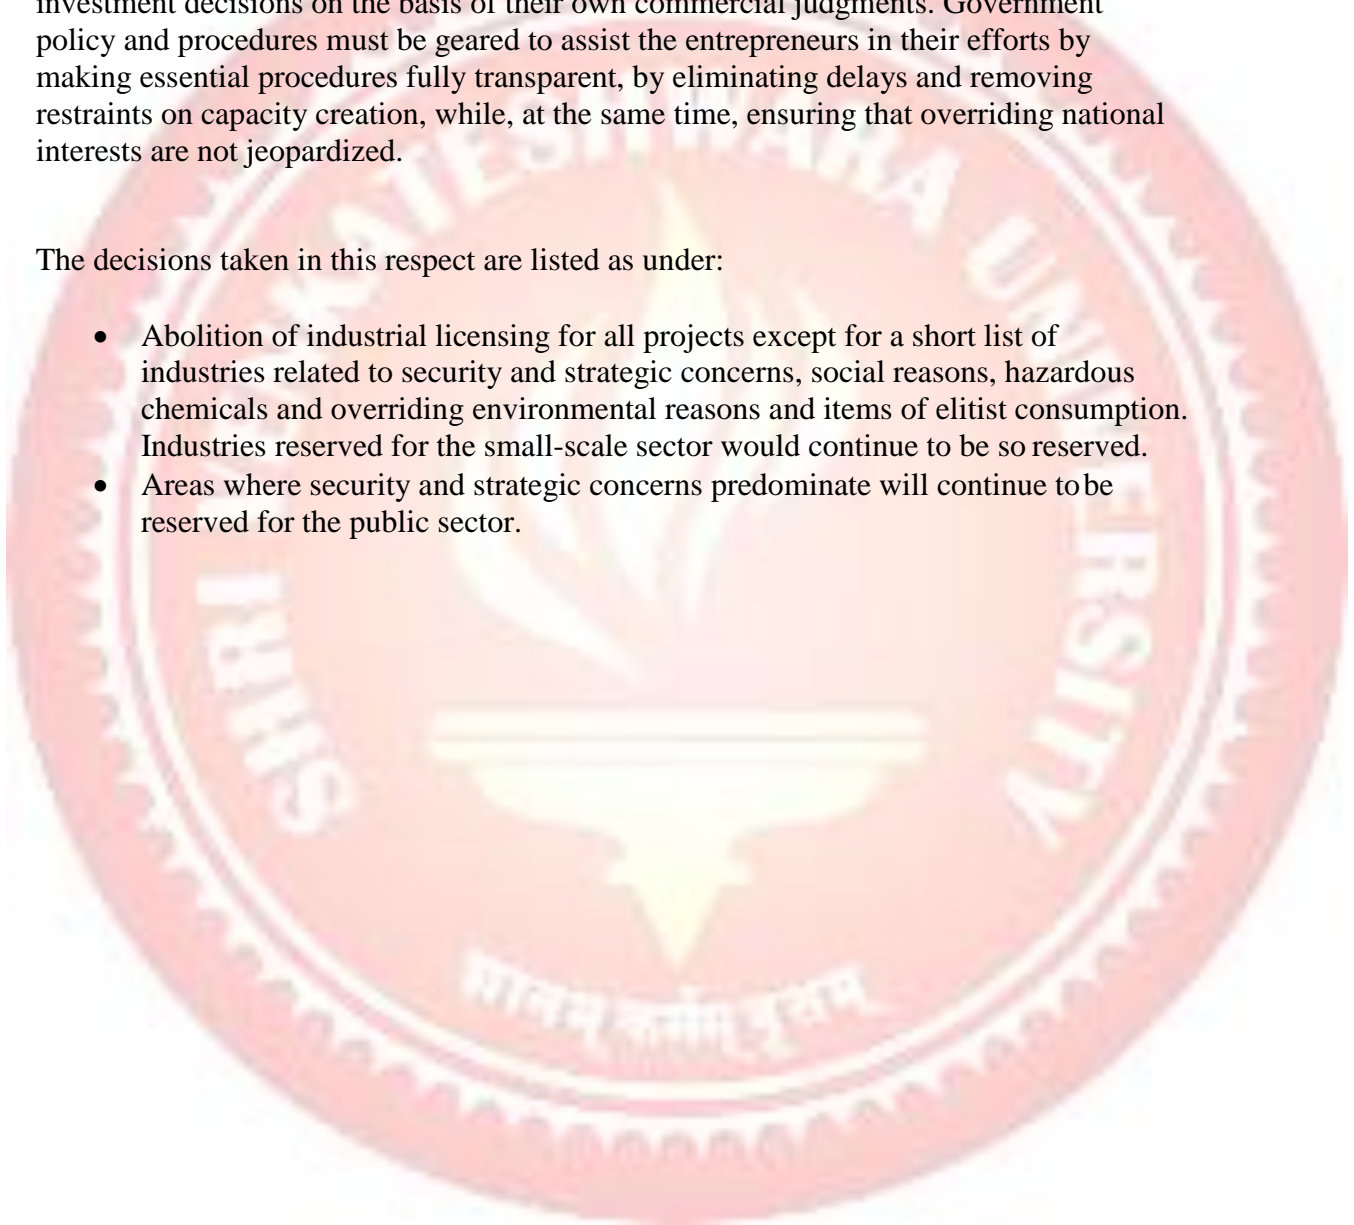 investment decisions on the basis of their own commercial judgments. Government
policy and procedures must be geared to assist the entrepreneurs in their efforts by
making essential procedures fully transparent, by eliminating delays and removing
restraints on capacity creation, while, at the same time, ensuring that overriding national
interests are not jeopardized.
The decisions taken in this respect are listed as under:
• Abolition of industrial licensing for all projects except for a short list of
industries related to security and strategic concerns, social reasons, hazardous
chemicals and overriding environmental reasons and items of elitist consumption.
Industries reserved for the small-scale sector would continue to be so reserved.
• Areas where security and strategic concerns predominate will continue to be
reserved for the public sector.
SHRI
UNIVERSITY